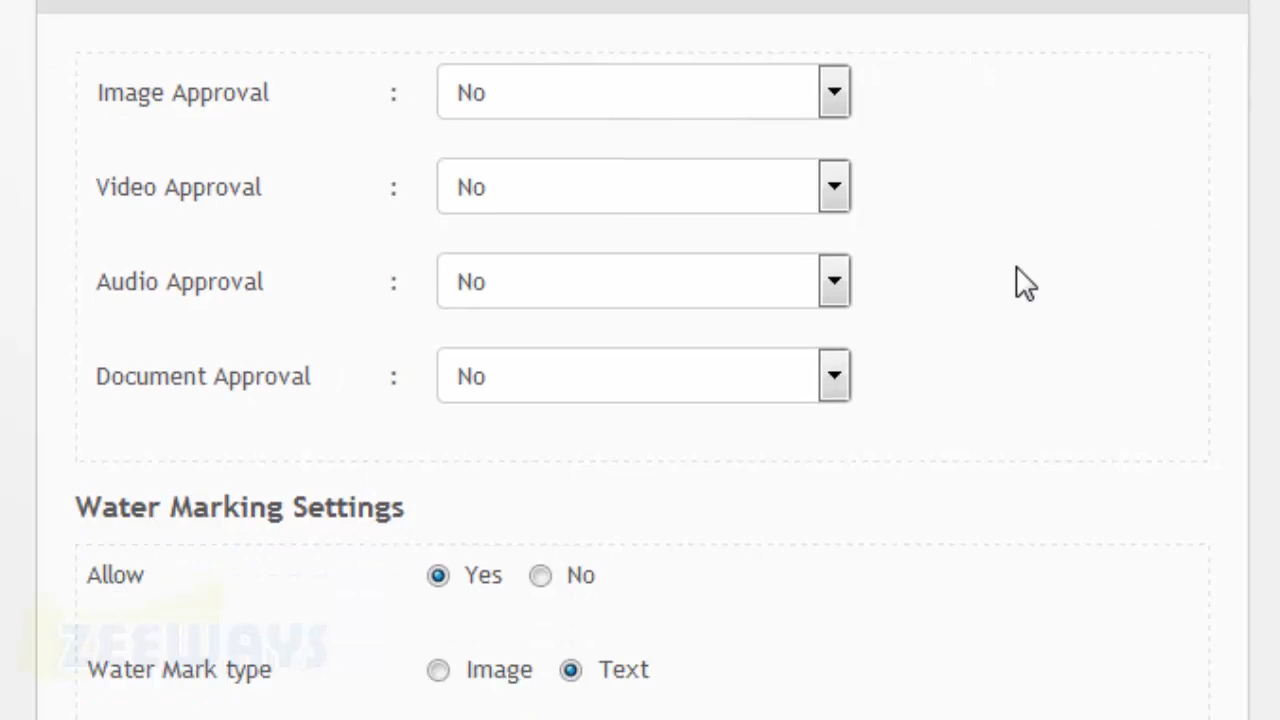 Image Approval : No
Video Approval : No
Audio Approval : No
Document Approval : No
Water Marking Settings
Allow Yes No
ZEEWAYS
Water Mark type Image Text